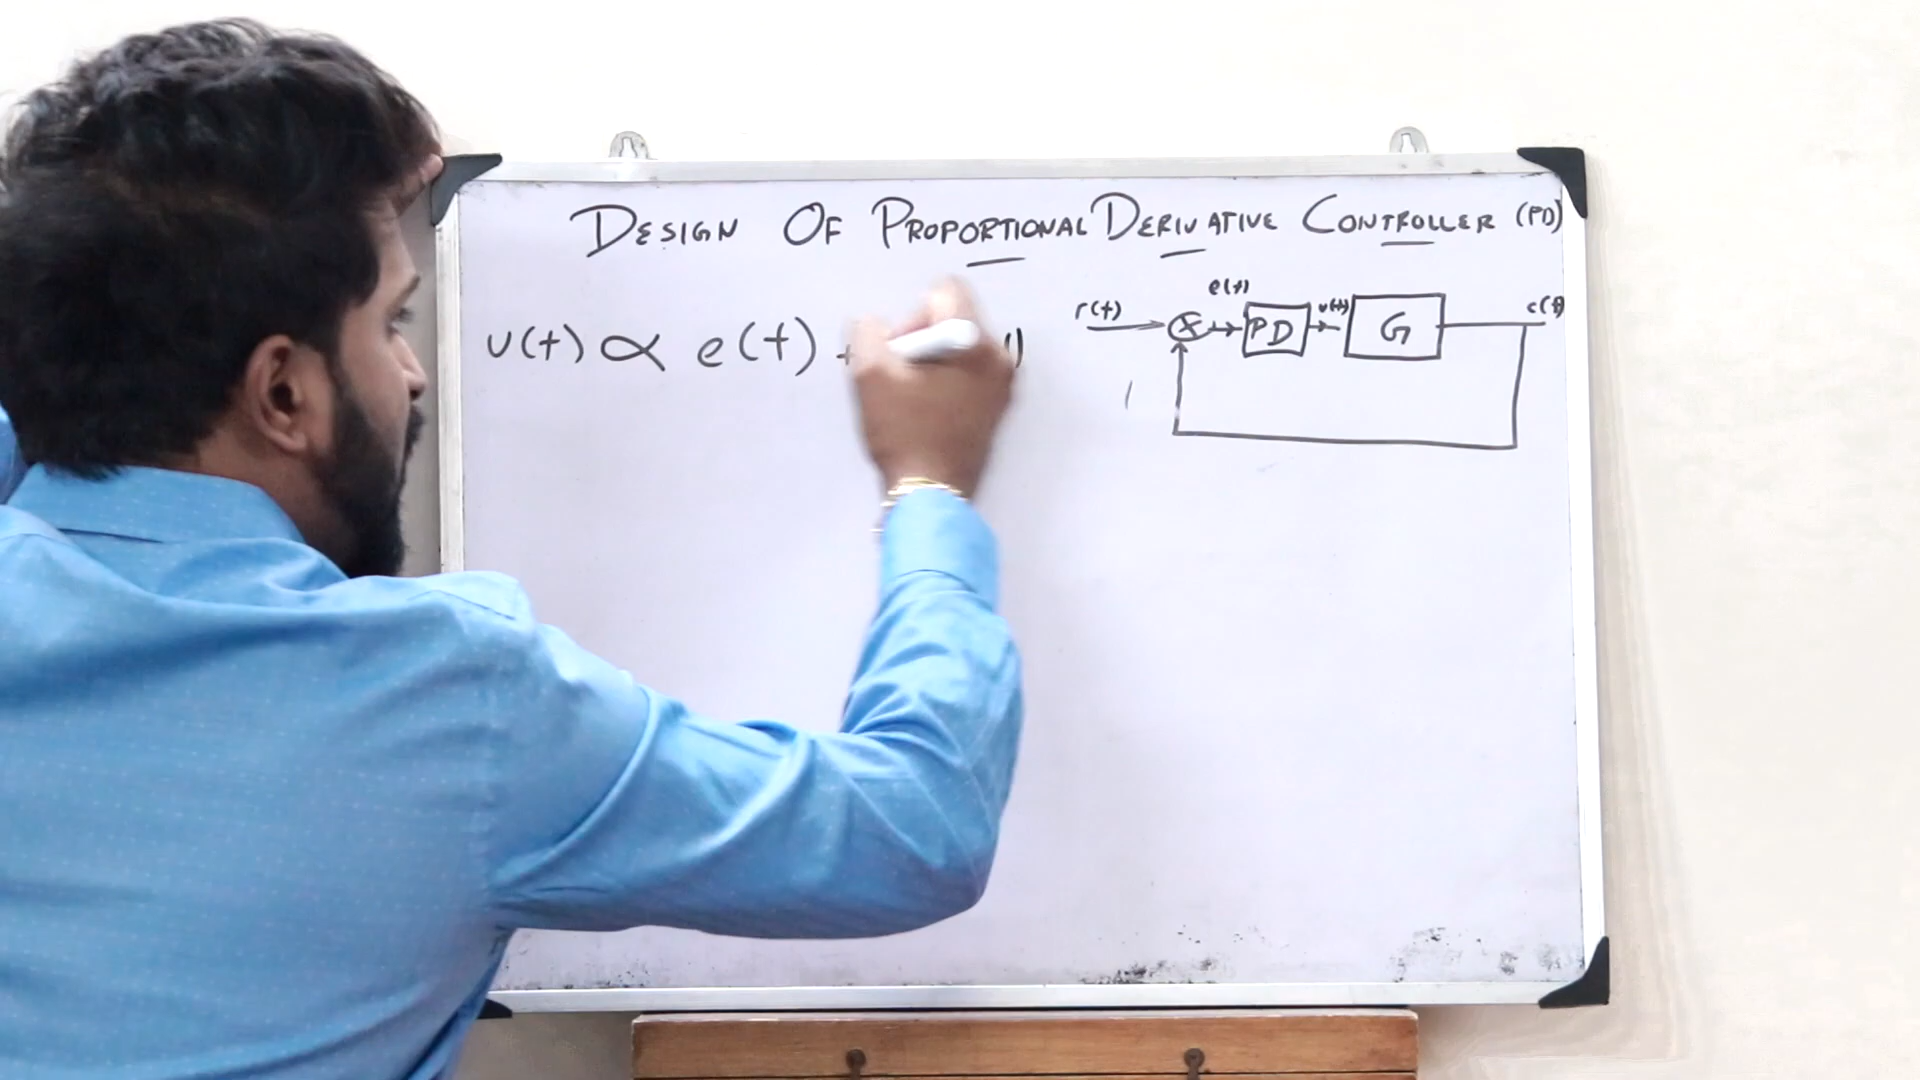 DESIGN OF PROPORTIONAL DERIVATIVE CONTROLLER (PD)
u(t) ∝ e(t) +
r(t) e(t) PD u(t) G c(t)